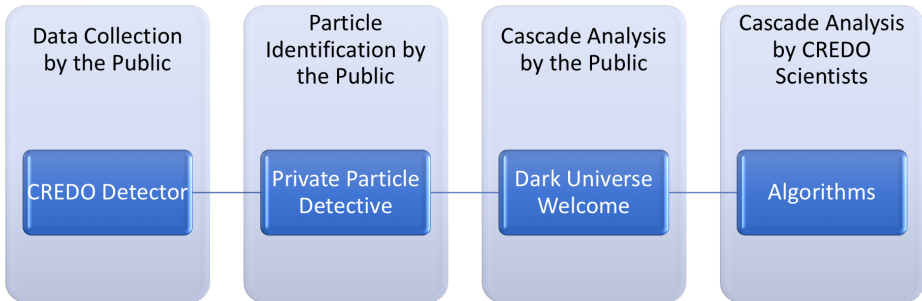 Data Collection
by the Public
Particle
Identification by
the Public
Cascade Analysis
by the Public
Cascade Analysis
by CREDO
Scientists
CREDO Detector
Private Particle
Detective
Dark Universe
Welcome
Algorithms